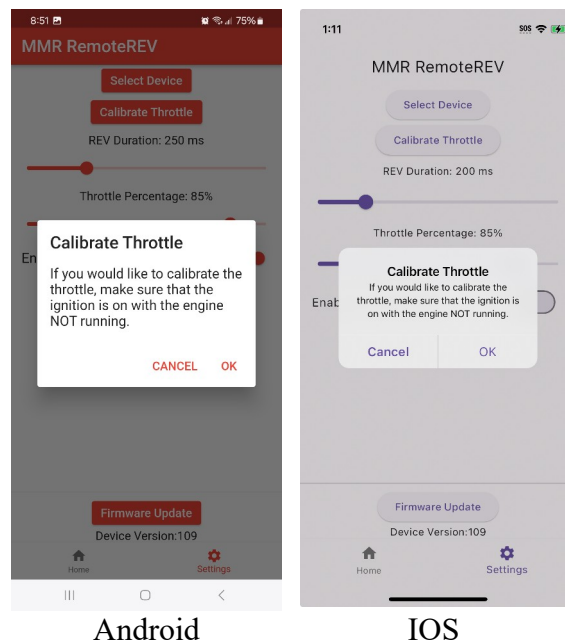 8:51 75%
MMR RemoteREV
Select Device
Calibrate Throttle
REV Duration: 250 ms
Throttle Percentage: 85%
En
Calibrate Throttle
If you would like to calibrate the
throttle, make sure that the
ignition is on with the engine
NOT running.
CANCEL OK
Firmware Update
Device Version:109
Home Settings
Android
1:11 SOS
MMR RemoteREV
Select Device
Calibrate Throttle
REV Duration: 200 ms
Throttle Percentage: 85%
Enab
Calibrate Throttle
If you would like to calibrate the
throttle, make sure that the ignition is
on with the engine NOT running.
Cancel OK
Firmware Update
Device Version:109
Home Settings
IOS